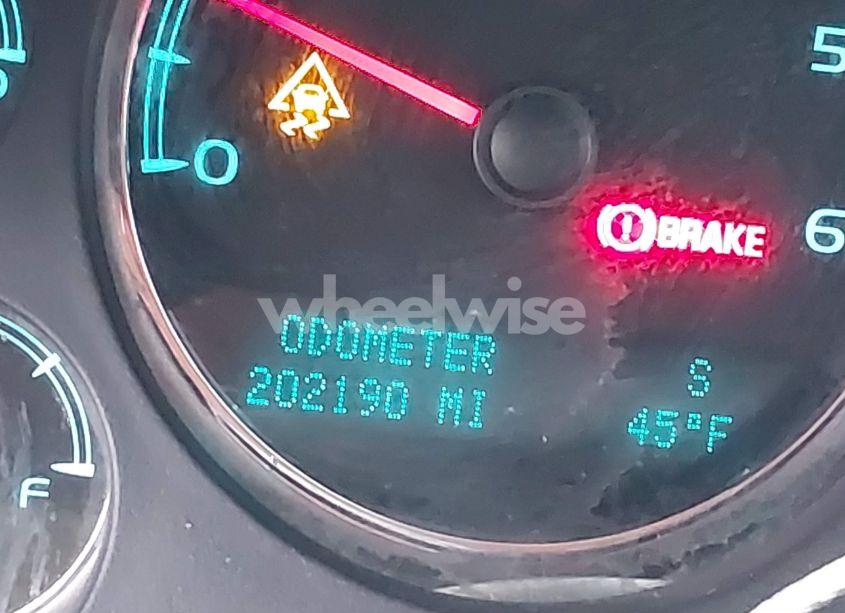 5
0
6
BRAKE
wheelwise
ODOMETER
202190 MI
S
45°F
F